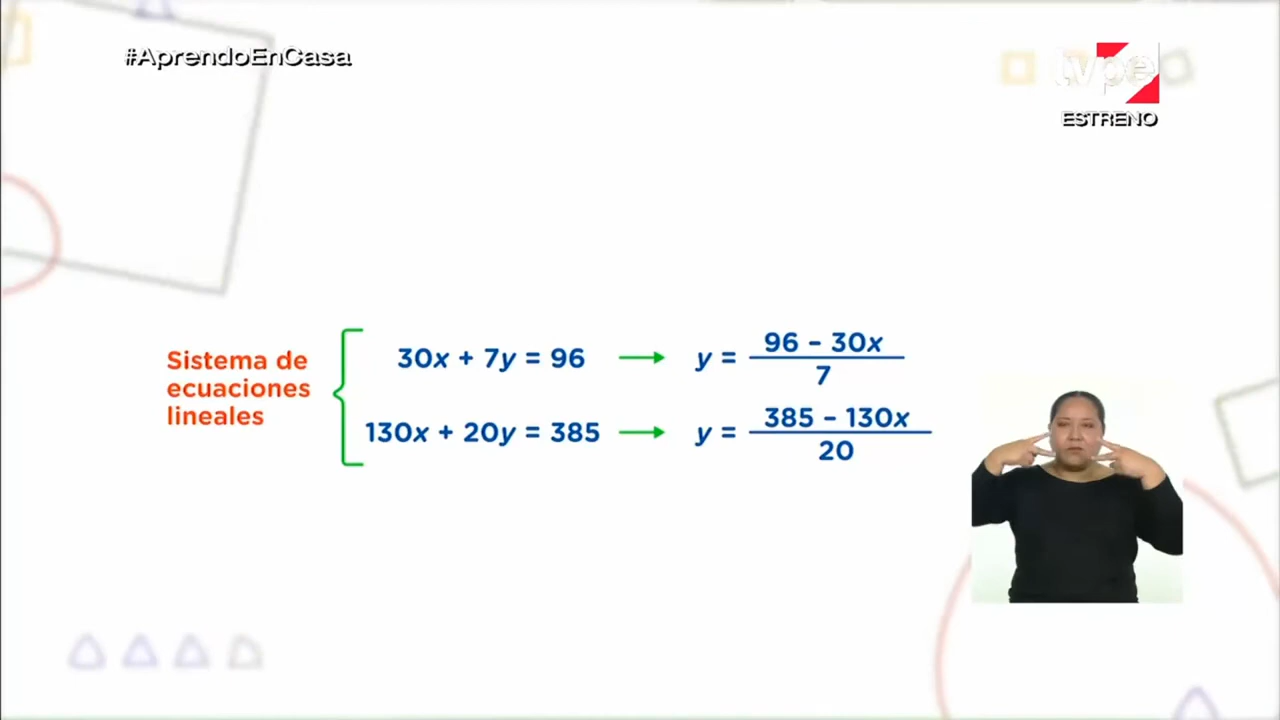 #AprendoEnCasa
tvpe
ESTRENO
Sistema de
ecuaciones
lineales
30x + 7y = 96 → y = (96 – 30x)/7
130x + 20y = 385 → y = (385 – 130x)/20